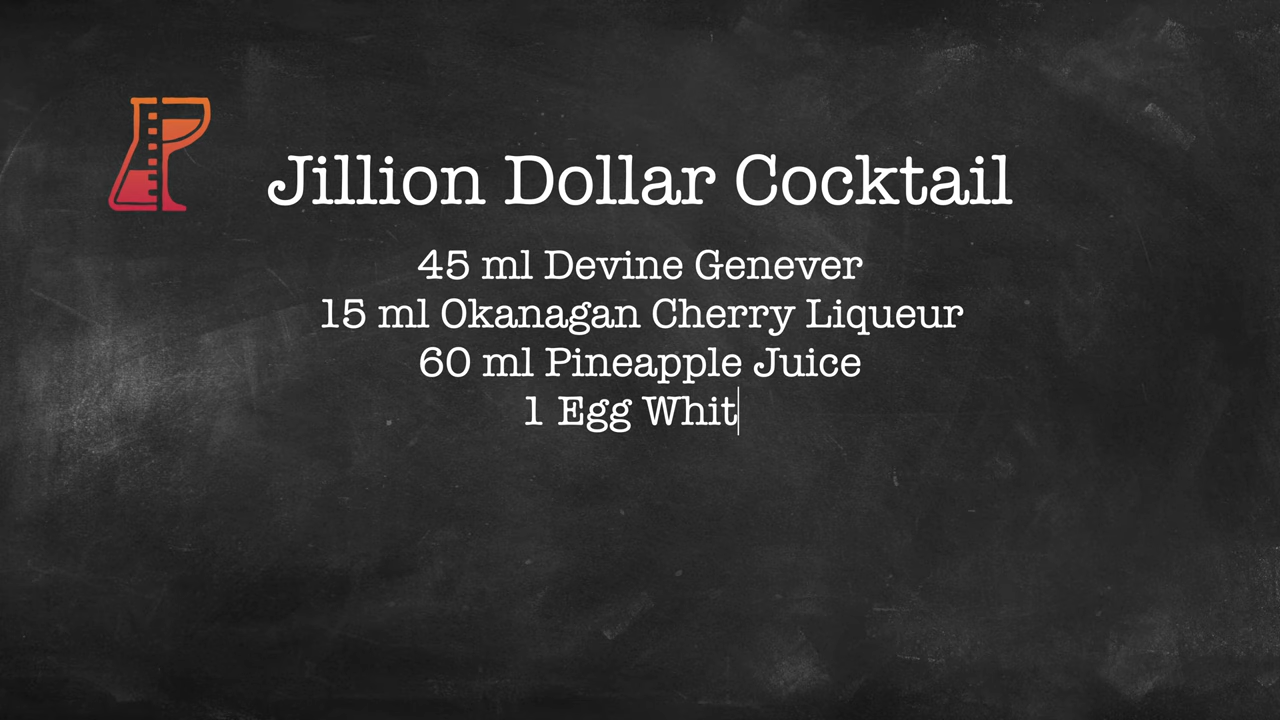 Jillion Dollar Cocktail
45 ml Devine Genever
15 ml Okanagan Cherry Liqueur
60 ml Pineapple Juice
1 Egg Whit